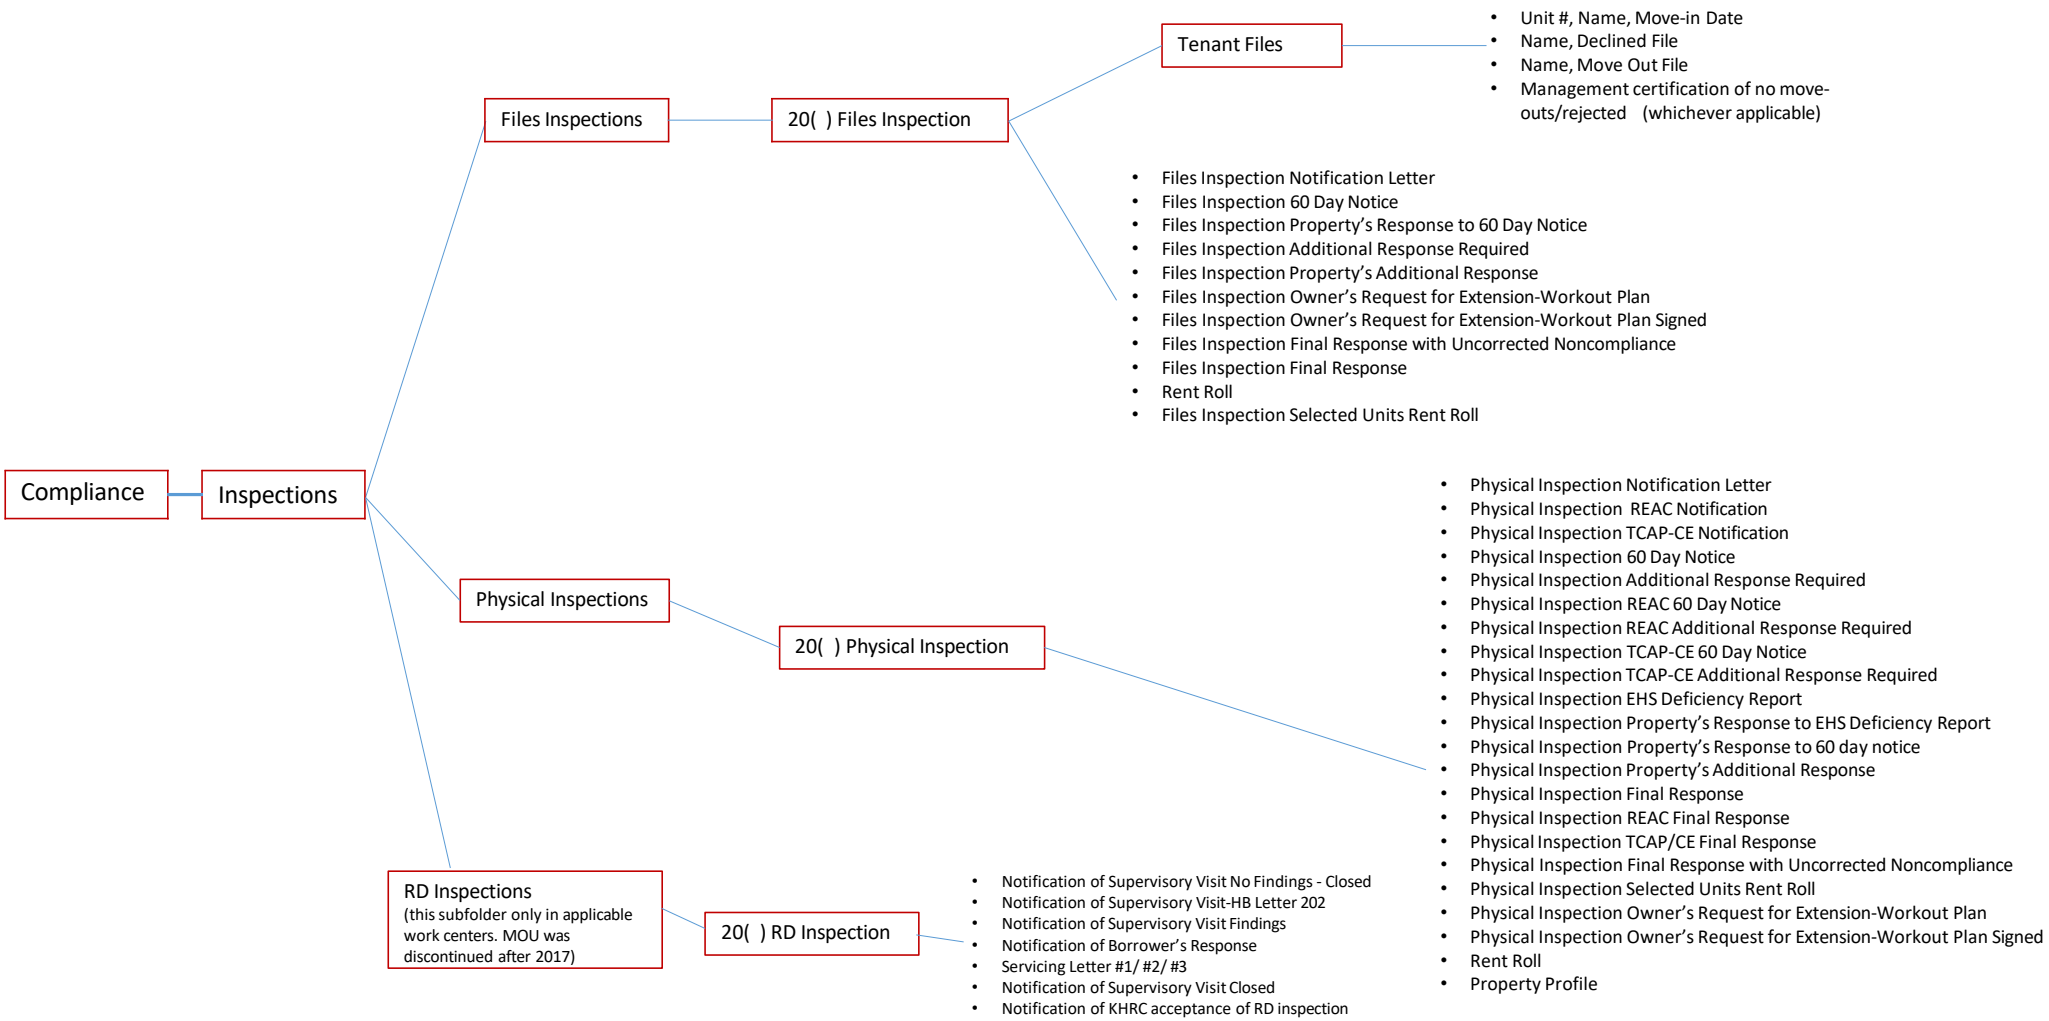 Compliance
Inspections
Files Inspections
20(  ) Files Inspection
Tenant Files
• Unit #, Name, Move-in Date
• Name, Declined File
• Name, Move Out File
• Management certification of no move-
outs/rejected   (whichever applicable)
• Files Inspection Notification Letter
• Files Inspection 60 Day Notice
• Files Inspection Property’s Response to 60 Day Notice
• Files Inspection Additional Response Required
• Files Inspection Property’s Additional Response
• Files Inspection Owner’s Request for Extension-Workout Plan
• Files Inspection Owner’s Request for Extension-Workout Plan Signed
• Files Inspection Final Response with Uncorrected Noncompliance
• Files Inspection Final Response
• Rent Roll
• Files Inspection Selected Units Rent Roll
Physical Inspections
20(  ) Physical Inspection
• Physical Inspection Notification Letter
• Physical Inspection  REAC Notification
• Physical Inspection TCAP-CE Notification
• Physical Inspection 60 Day Notice
• Physical Inspection Additional Response Required
• Physical Inspection REAC 60 Day Notice
• Physical Inspection REAC Additional Response Required
• Physical Inspection TCAP-CE 60 Day Notice
• Physical Inspection TCAP-CE Additional Response Required
• Physical Inspection EHS Deficiency Report
• Physical Inspection Property’s Response to EHS Deficiency Report
• Physical Inspection Property’s Response to 60 day notice
• Physical Inspection Property’s Additional Response
• Physical Inspection Final Response
• Physical Inspection REAC Final Response
• Physical Inspection TCAP/CE Final Response
• Physical Inspection Final Response with Uncorrected Noncompliance
• Physical Inspection Selected Units Rent Roll
• Physical Inspection Owner’s Request for Extension-Workout Plan
• Physical Inspection Owner’s Request for Extension-Workout Plan Signed
• Rent Roll
• Property Profile
RD Inspections
(this subfolder only in applicable
work centers. MOU was
discontinued after 2017)
20(  ) RD Inspection
• Notification of Supervisory Visit No Findings - Closed
• Notification of Supervisory Visit-HB Letter 202
• Notification of Supervisory Visit Findings
• Notification of Borrower’s Response
• Servicing Letter #1/ #2/ #3
• Notification of Supervisory Visit Closed
• Notification of KHRC acceptance of RD inspection